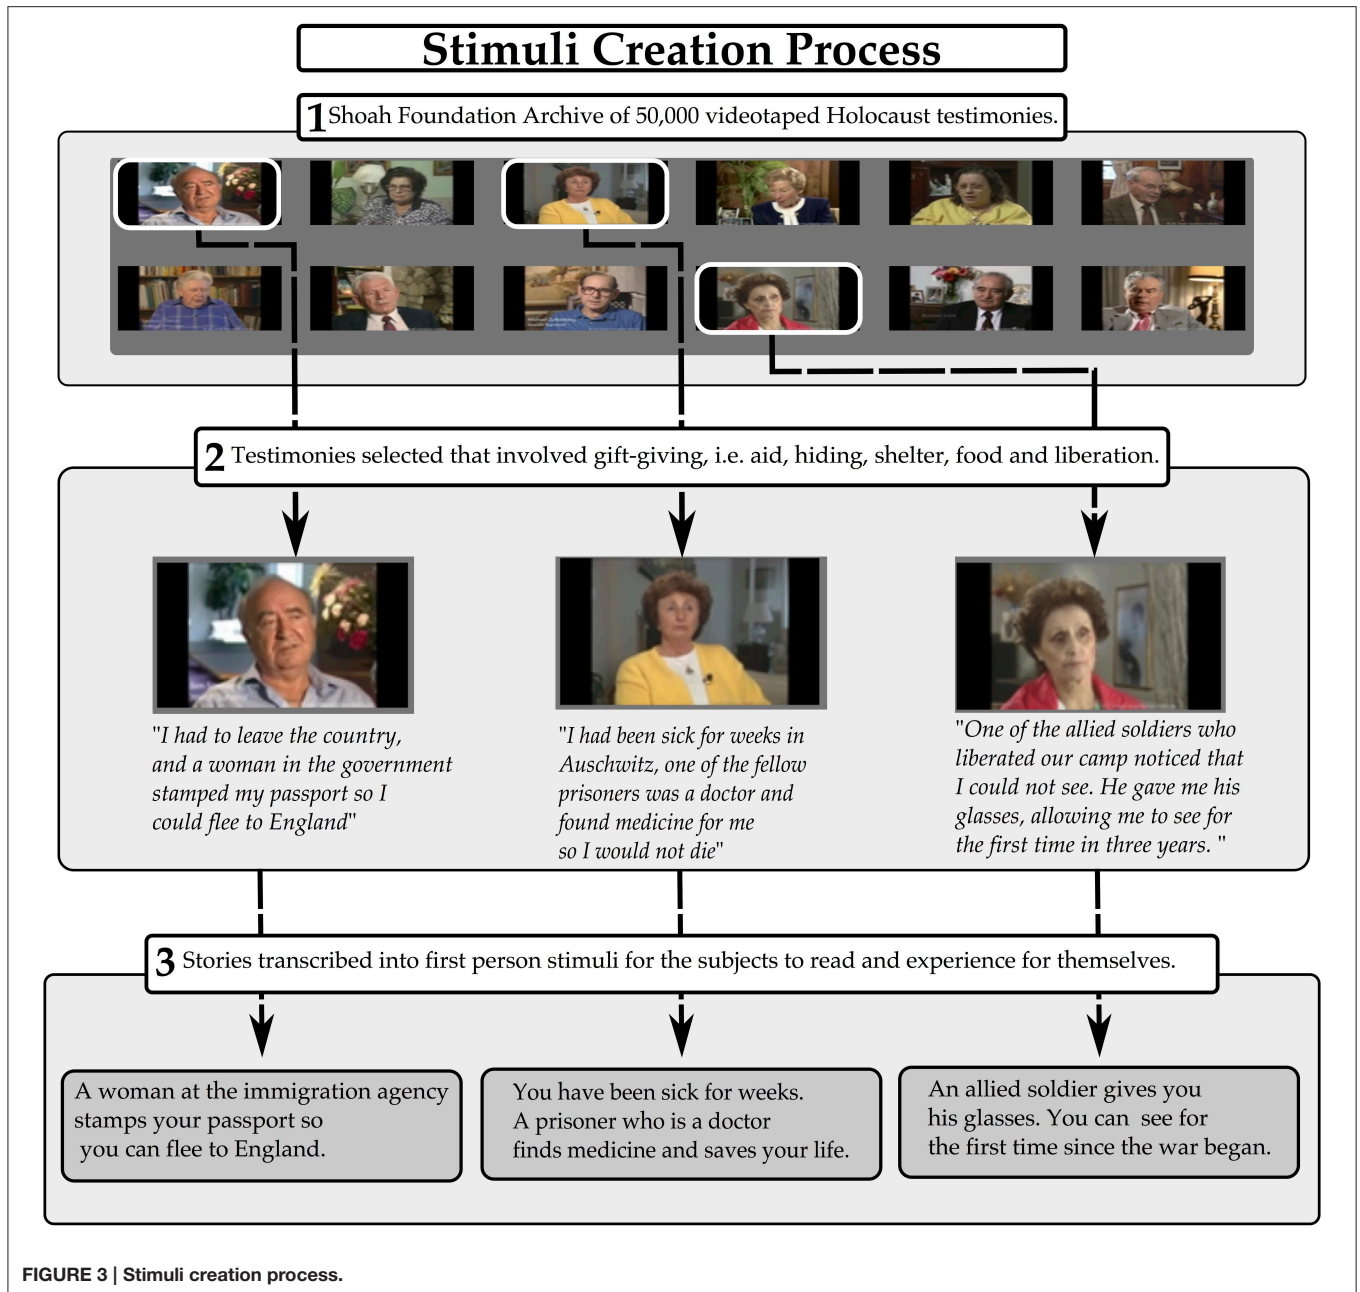 Stimuli Creation Process
1 Shoah Foundation Archive of 50,000 videotaped Holocaust testimonies.
2 Testimonies selected that involved gift-giving, i.e. aid, hiding, shelter, food and liberation.
"I had to leave the country,
and a woman in the government
stamped my passport so I
could flee to England"
"I had been sick for weeks in
Auschwitz, one of the fellow
prisoners was a doctor and
found medicine for me
so I would not die"
"One of the allied soldiers who
liberated our camp noticed that
I could not see. He gave me his
glasses, allowing me to see for
the first time in three years. "
3 Stories transcribed into first person stimuli for the subjects to read and experience for themselves.
A woman at the immigration agency
stamps your passport so
you can flee to England.
You have been sick for weeks.
A prisoner who is a doctor
finds medicine and saves your life.
An allied soldier gives you
his glasses. You can see for
the first time since the war began.
FIGURE 3 | Stimuli creation process.